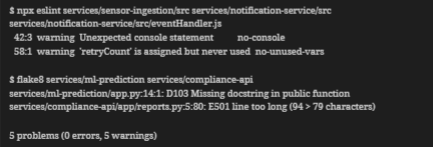 $ npx eslint services/sensor-ingestion/src services/notification-service/src
services/notification-service/src/eventHandler.js
42:3 warning Unexpected console statement no-console
58:1 warning 'retryCount' is assigned but never used no-unused-vars
$ flake8 services/ml-prediction services/compliance-api
services/ml-prediction/app.py:14:1: D103 Missing docstring in public function
services/compliance-api/app/reports.py:5:80: E501 line too long (94 > 79 characters)
5 problems (0 errors, 5 warnings)